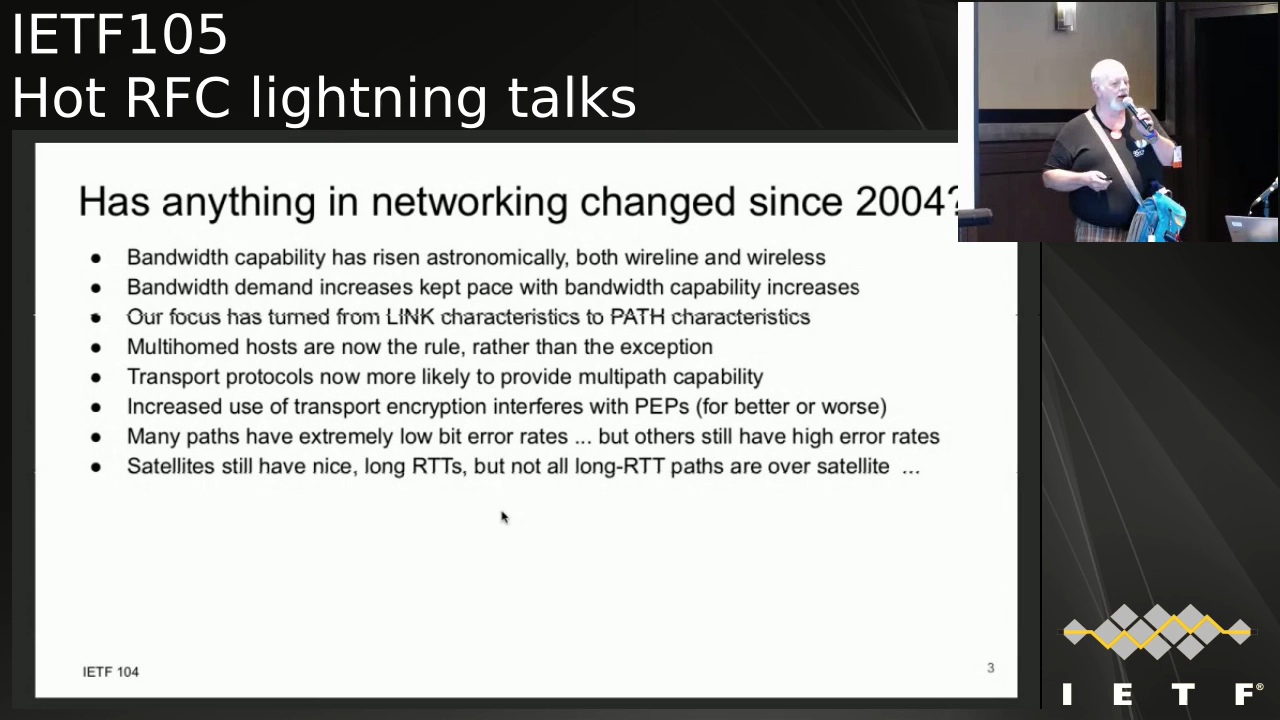 IETF105
Hot RFC lightning talks
Has anything in networking changed since 2004?
● Bandwidth capability has risen astronomically, both wireline and wireless
● Bandwidth demand increases kept pace with bandwidth capability increases
● Our focus has turned from LINK characteristics to PATH characteristics
● Multihomed hosts are now the rule, rather than the exception
● Transport protocols now more likely to provide multipath capability
● Increased use of transport encryption interferes with PEPs (for better or worse)
● Many paths have extremely low bit error rates ... but others still have high error rates
● Satellites still have nice, long RTTs, but not all long-RTT paths are over satellite ...
IETF 104
3
I E T F®